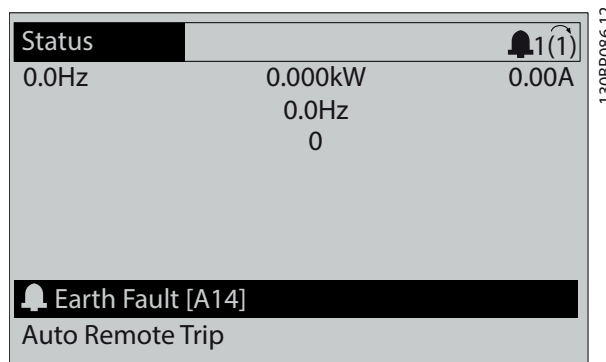 Status 1(1)
0.0Hz 0.000kW 0.00A
0.0Hz
0
Earth Fault [A14]
Auto Remote Trip
130BP086.12